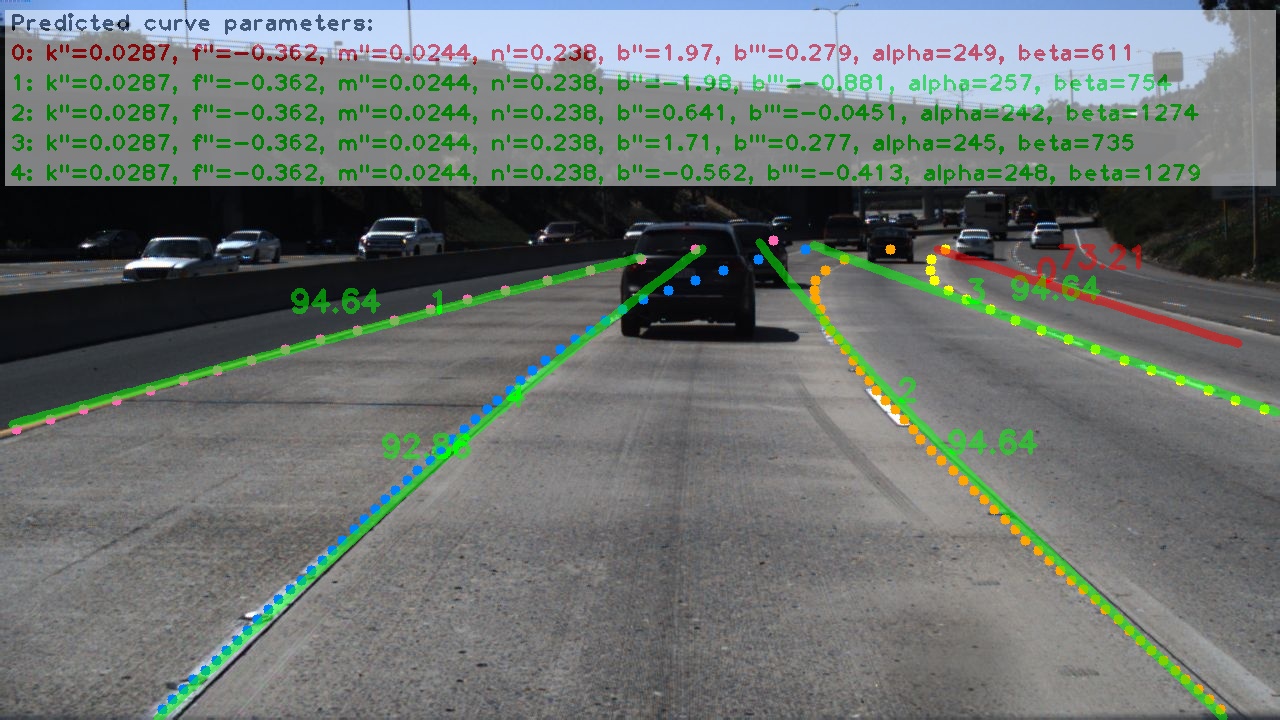 Predicted curve parameters:
0: k''=0.0287, f''=−0.362, m''=0.0244, n'=0.238, b''=1.97, b'''=0.279, alpha=249, beta=611
1: k''=0.0287, f''=−0.362, m''=0.0244, n'=0.238, b''=−1.98, b'''=−0.881, alpha=257, beta=754
2: k''=0.0287, f''=−0.362, m''=0.0244, n'=0.238, b''=0.641, b'''=−0.0451, alpha=242, beta=1274
3: k''=0.0287, f''=−0.362, m''=0.0244, n'=0.238, b''=1.71, b'''=0.277, alpha=245, beta=735
4: k''=0.0287, f''=−0.362, m''=0.0244, n'=0.238, b''=−0.562, b'''=−0.413, alpha=248, beta=1279
0
73.21
94.64
1
3
94.64
4
2
92.86
94.64